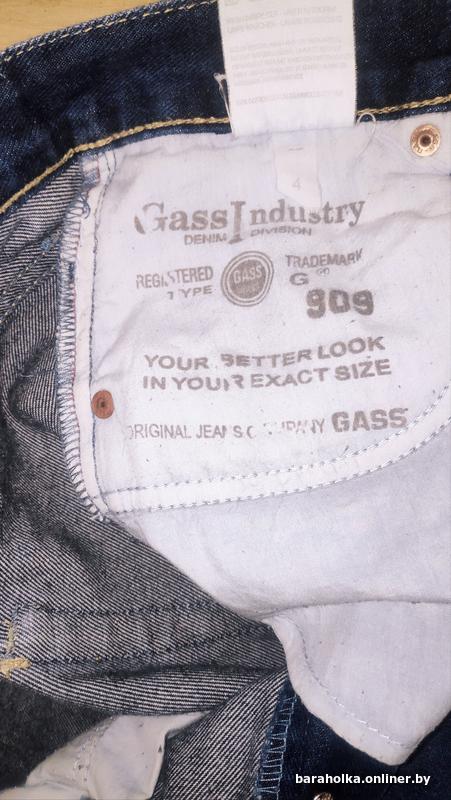 4
Gass Industry
DENIM DIVISION
REGISTERED TRADEMARK
TYPE GASS G ®
909
YOUR BETTER LOOK
IN YOUR EXACT SIZE
ORIGINAL JEANS COMPANY GASS
baraholka.onliner.by